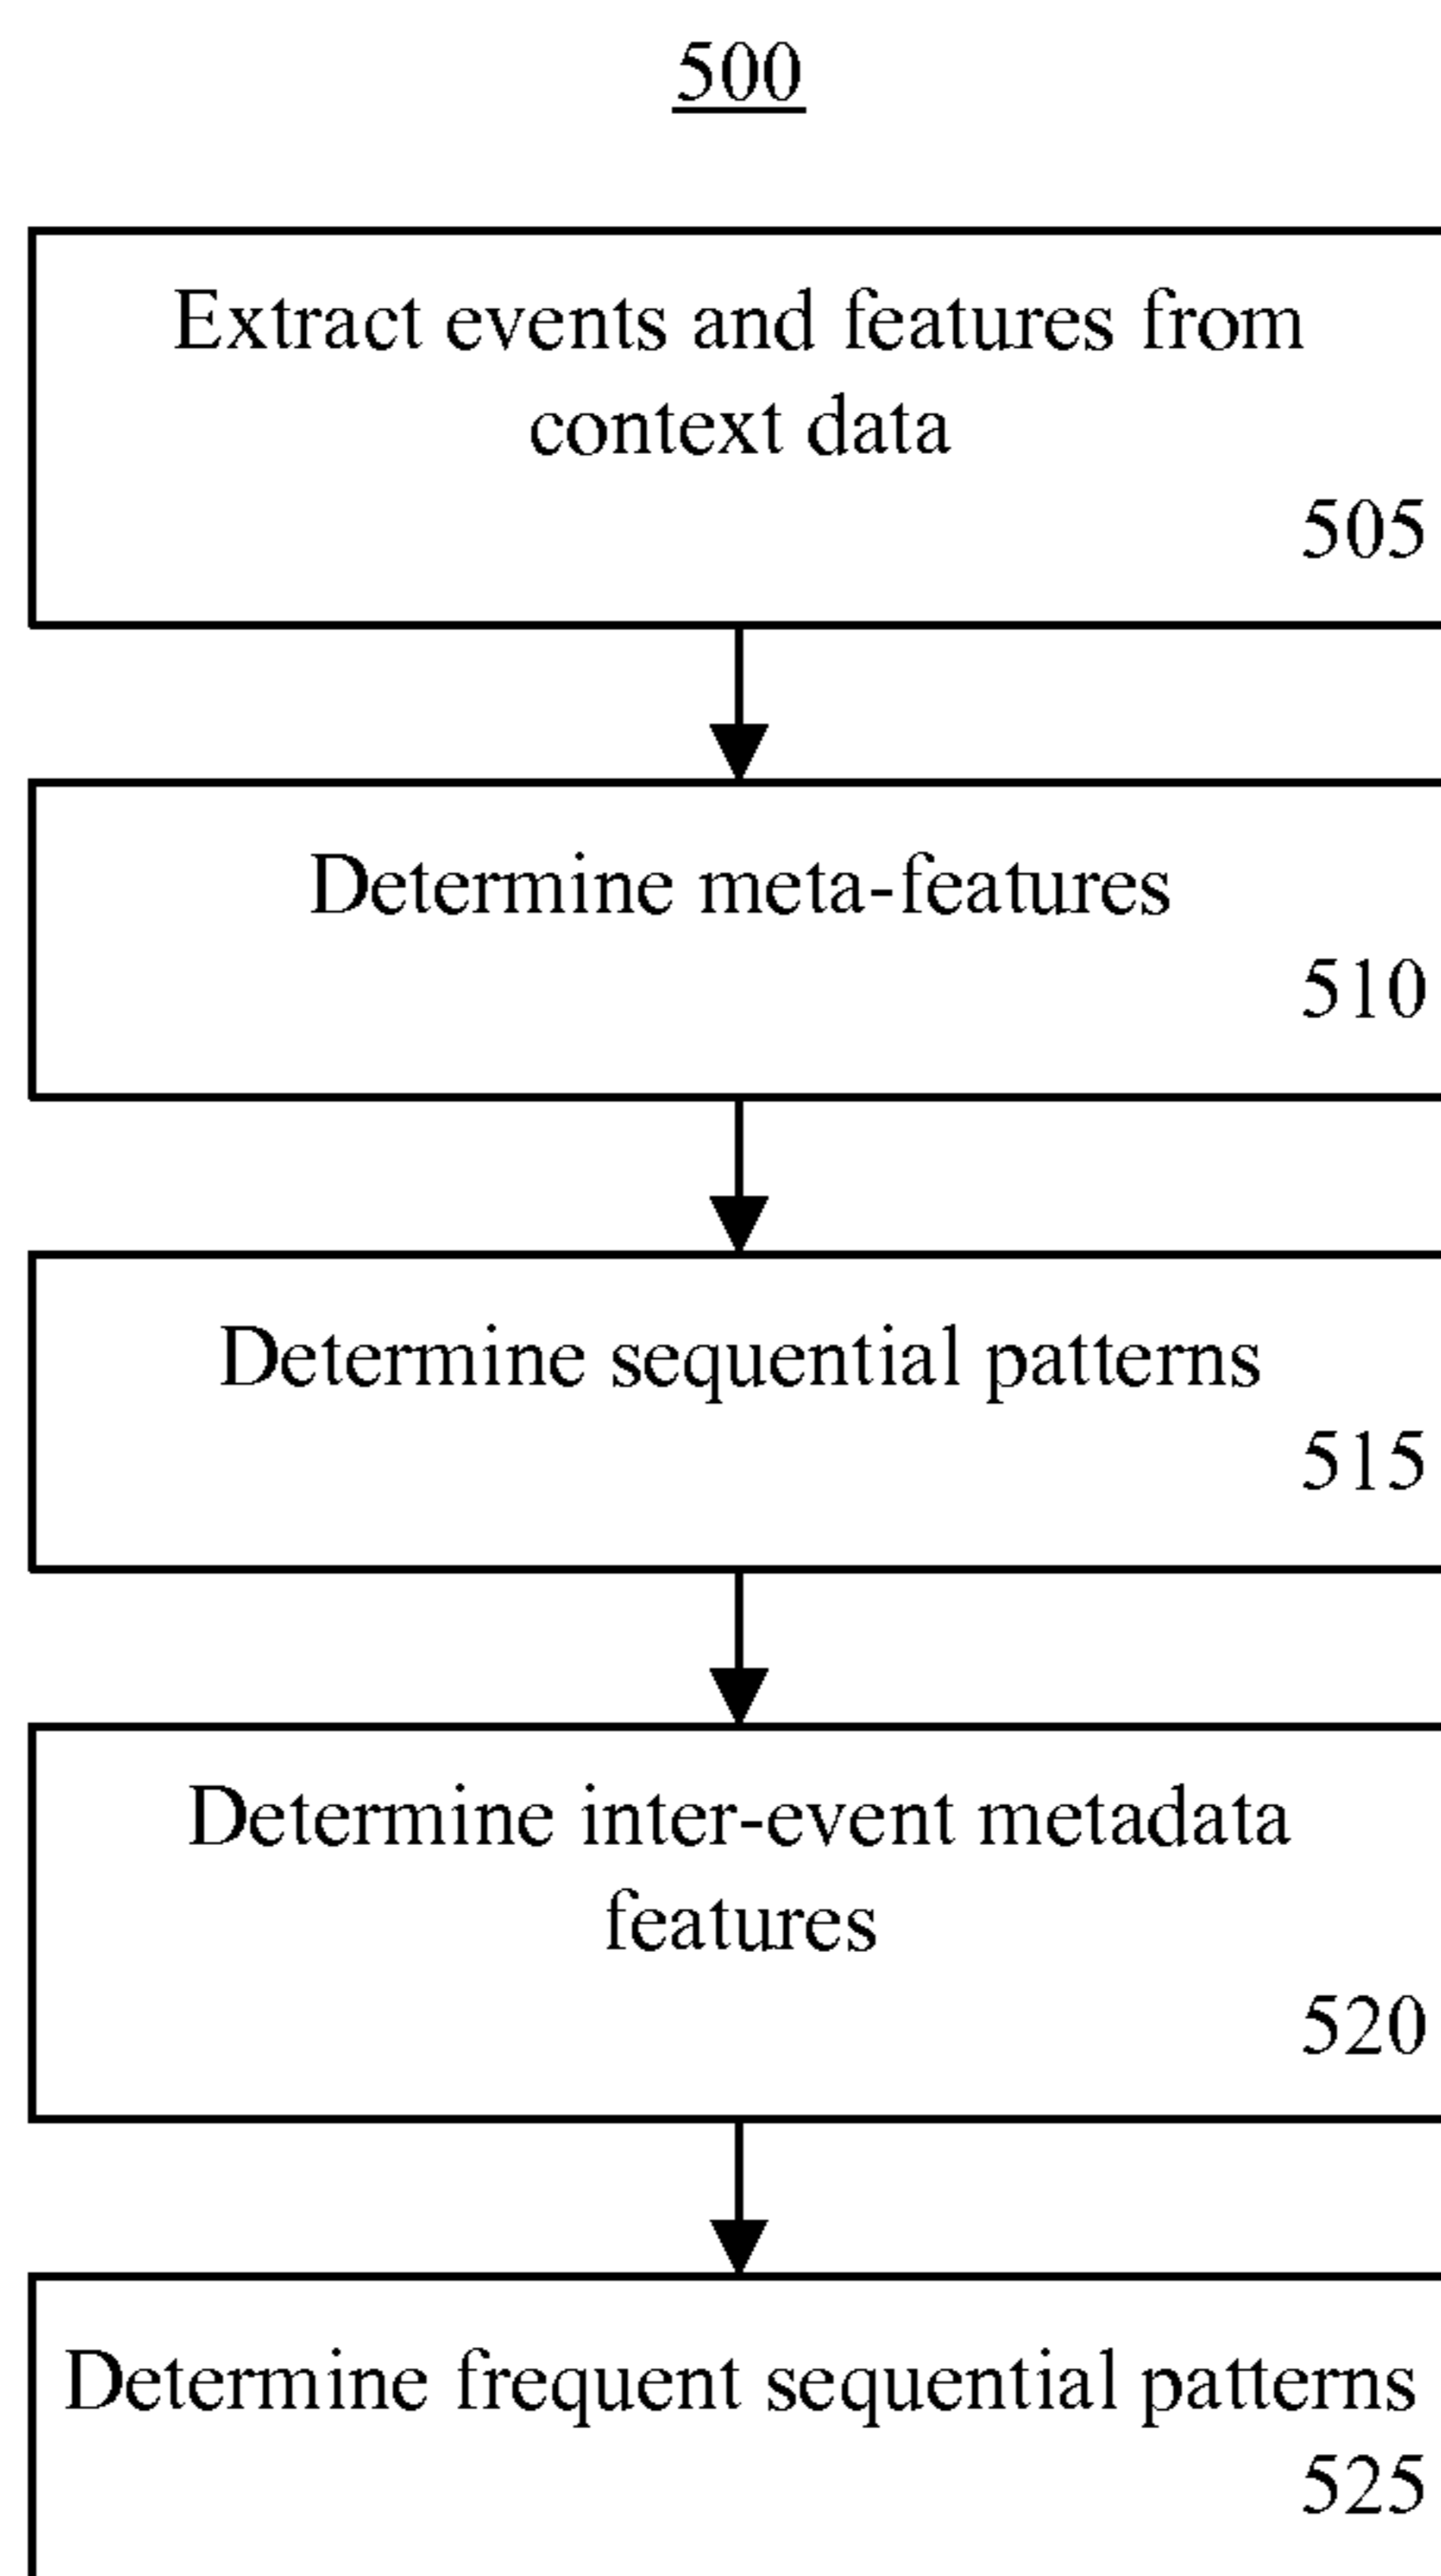 500
Extract events and features from
context data
505
Determine meta-features
510
Determine sequential patterns
515
Determine inter-event metadata
features
520
Determine frequent sequential patterns
525